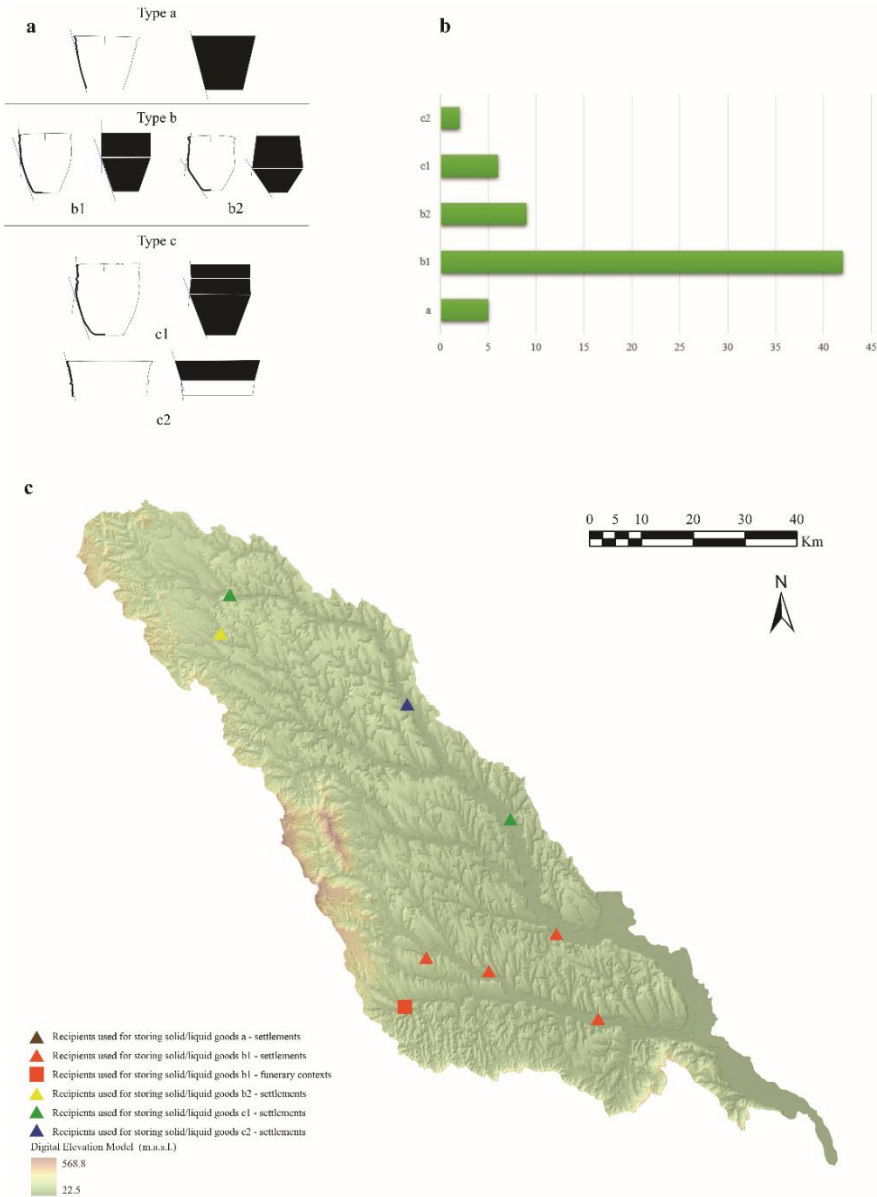 a
Type a
Type b
b1
b2
Type c
c1
c2
b
c2
c1
b2
b1
a
0 5 10 15 20 25 30 35 40 45
c
0 5 10 20 30 40
Km
N
Recipients used for storing solid/liquid goods a - settlements
Recipients used for storing solid/liquid goods b1 - settlements
Recipients used for storing solid/liquid goods b1 - funerary contexts
Recipients used for storing solid/liquid goods b2 - settlements
Recipients used for storing solid/liquid goods c1 - settlements
Recipients used for storing solid/liquid goods c2 - settlements
Digital Elevation Model (m.a.s.l.)
568.8
22.5